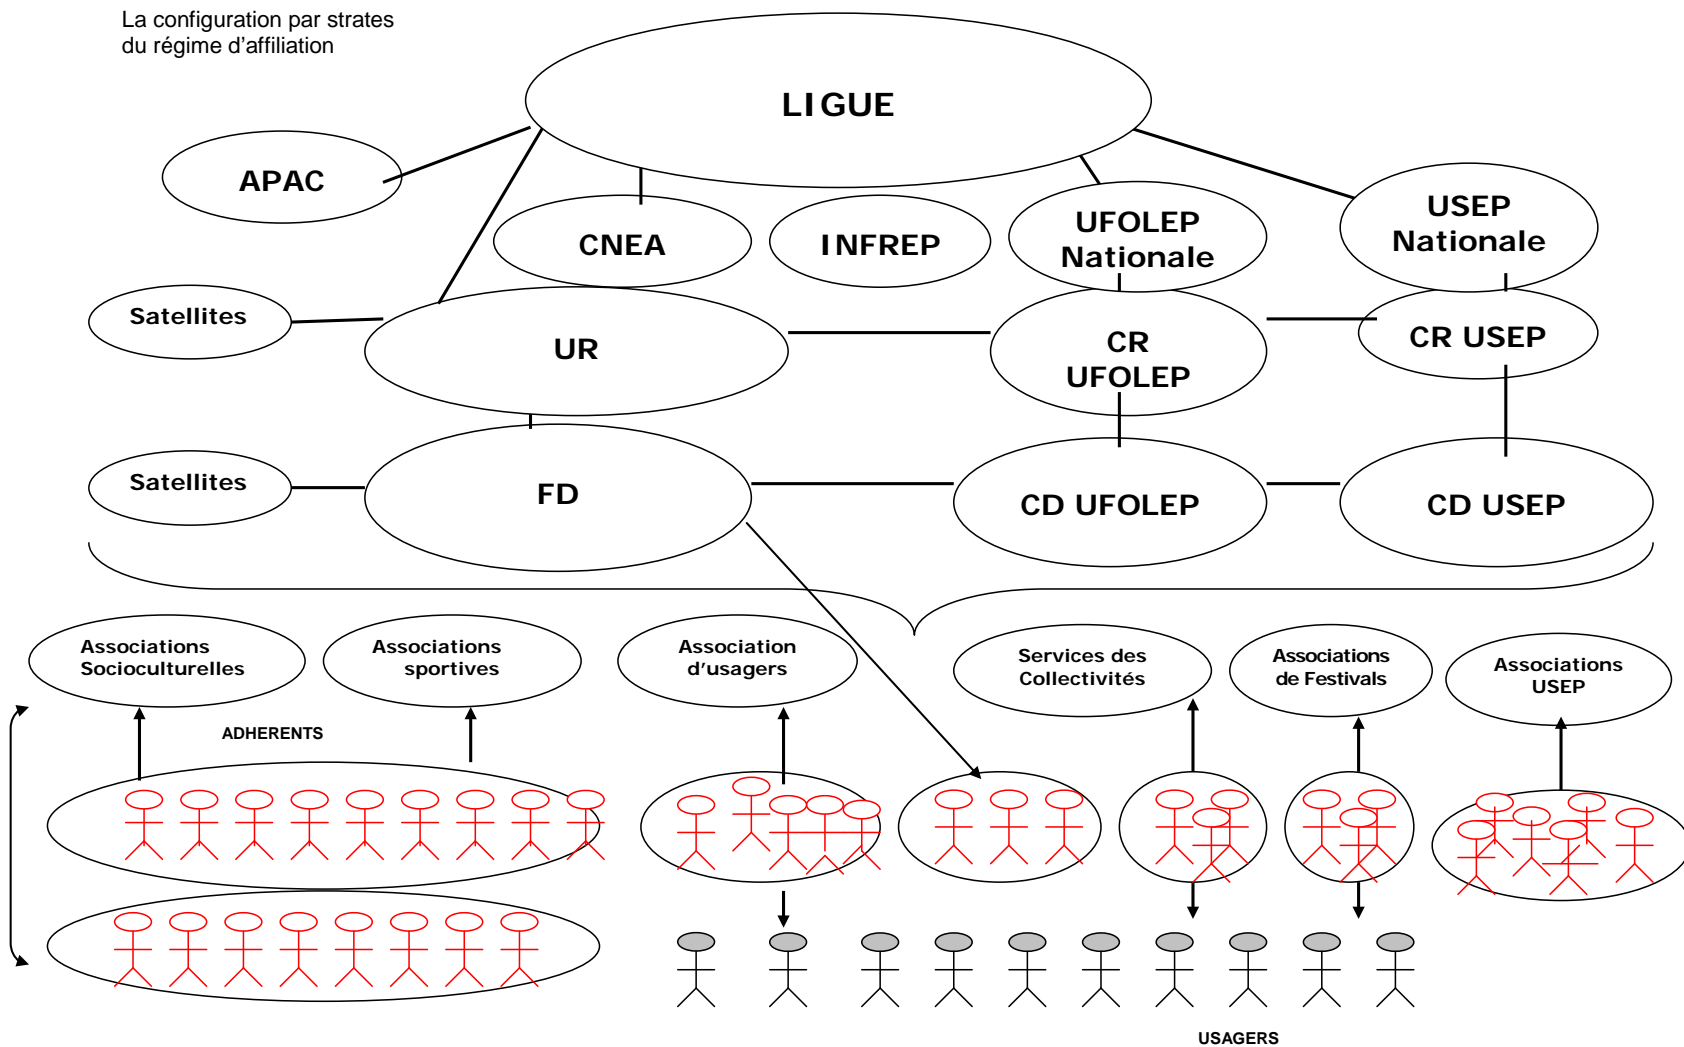 La configuration par strates
du régime d'affiliation
LIGUE
APAC
CNEA
INFREP
UFOLEP
Nationale
USEP
Nationale
Satellites
UR
CR
UFOLEP
CR USEP
Satellites
FD
CD UFOLEP
CD USEP
Associations
Socioculturelles
Associations
sportives
Association
d'usagers
Services des
Collectivités
Associations
de Festivals
Associations
USEP
ADHERENTS
USAGERS